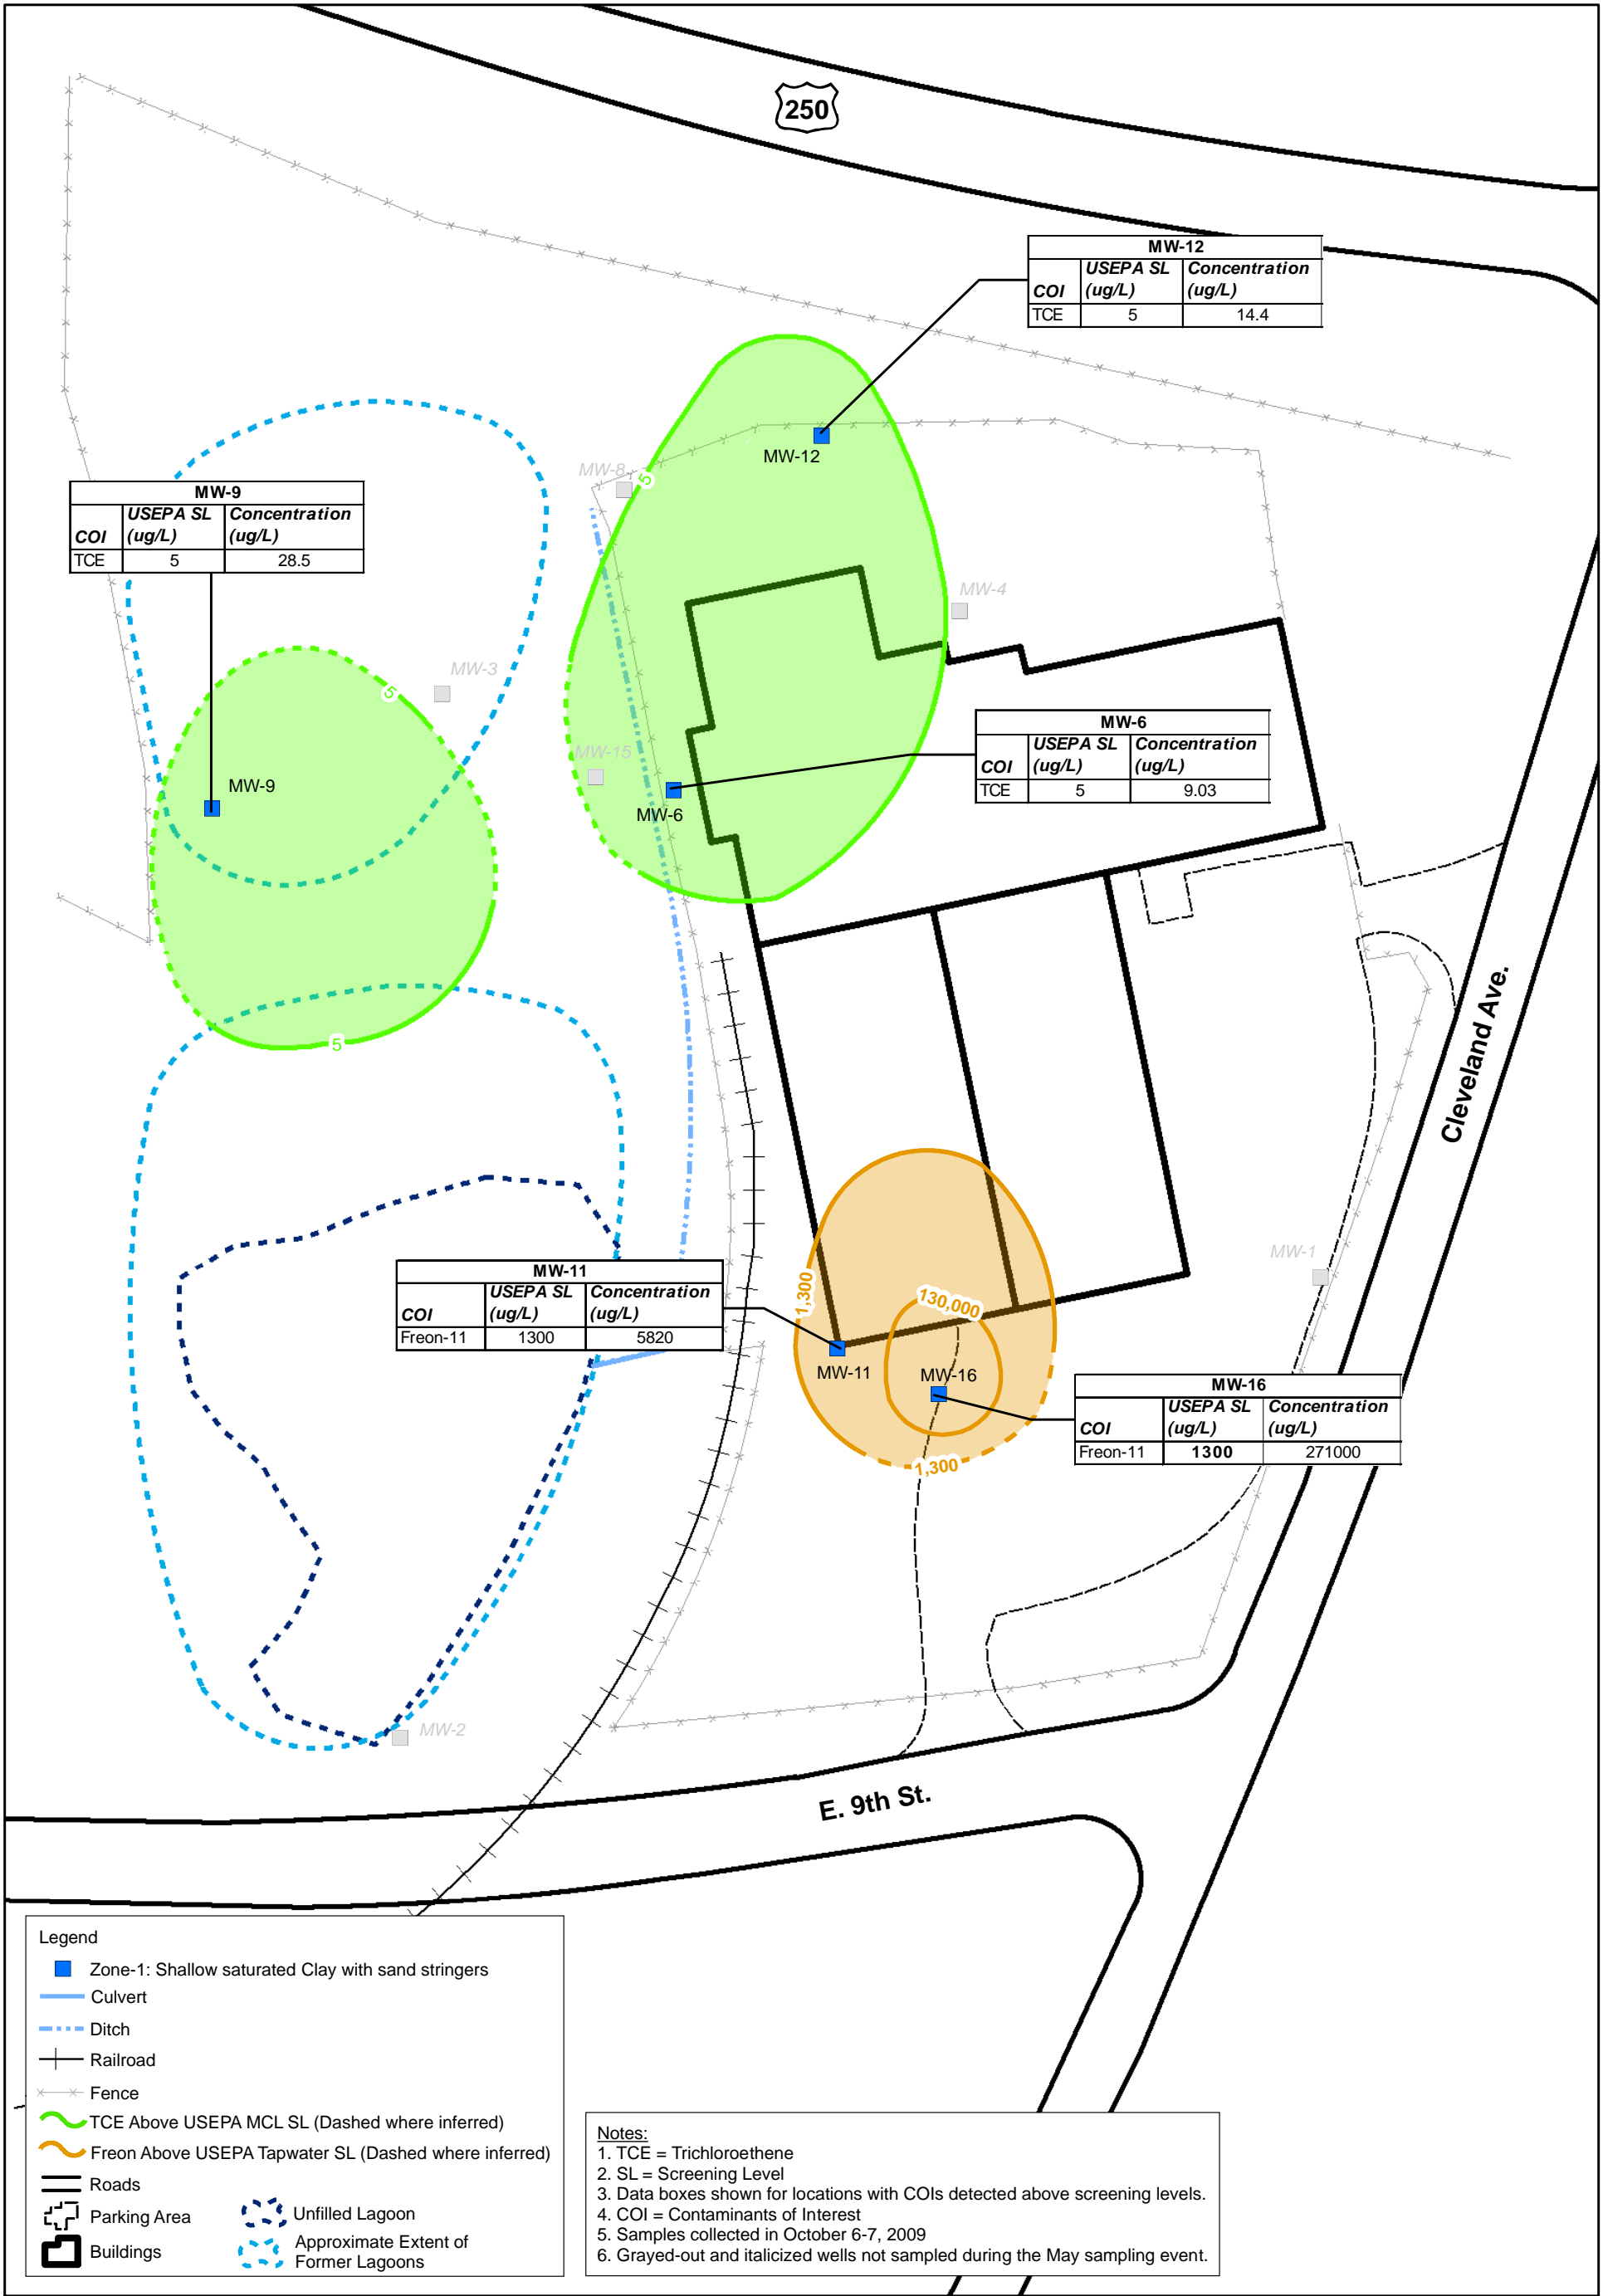 250
MW-12
COI USEPA SL (ug/L) Concentration (ug/L)
TCE 5 14.4
MW-12
MW-8
5
MW-9
COI USEPA SL (ug/L) Concentration (ug/L)
TCE 5 28.5
MW-4
MW-3
5
MW-6
COI USEPA SL (ug/L) Concentration (ug/L)
TCE 5 9.03
MW-15
MW-9
MW-6
5
Cleveland Ave.
MW-1
MW-11
COI USEPA SL (ug/L) Concentration (ug/L)
Freon-11 1300 5820
1,300
130,000
MW-11
MW-16
MW-16
COI USEPA SL (ug/L) Concentration (ug/L)
Freon-11 1300 271000
1,300
MW-2
E. 9th St.
Legend
Zone-1: Shallow saturated Clay with sand stringers
Culvert
Ditch
Railroad
Fence
TCE Above USEPA MCL SL (Dashed where inferred)
Freon Above USEPA Tapwater SL (Dashed where inferred)
Roads
Parking Area
Buildings
Unfilled Lagoon
Approximate Extent of
Former Lagoons
Notes:
1. TCE = Trichloroethene
2. SL = Screening Level
3. Data boxes shown for locations with COIs detected above screening levels.
4. COI = Contaminants of Interest
5. Samples collected in October 6-7, 2009
6. Grayed-out and italicized wells not sampled during the May sampling event.